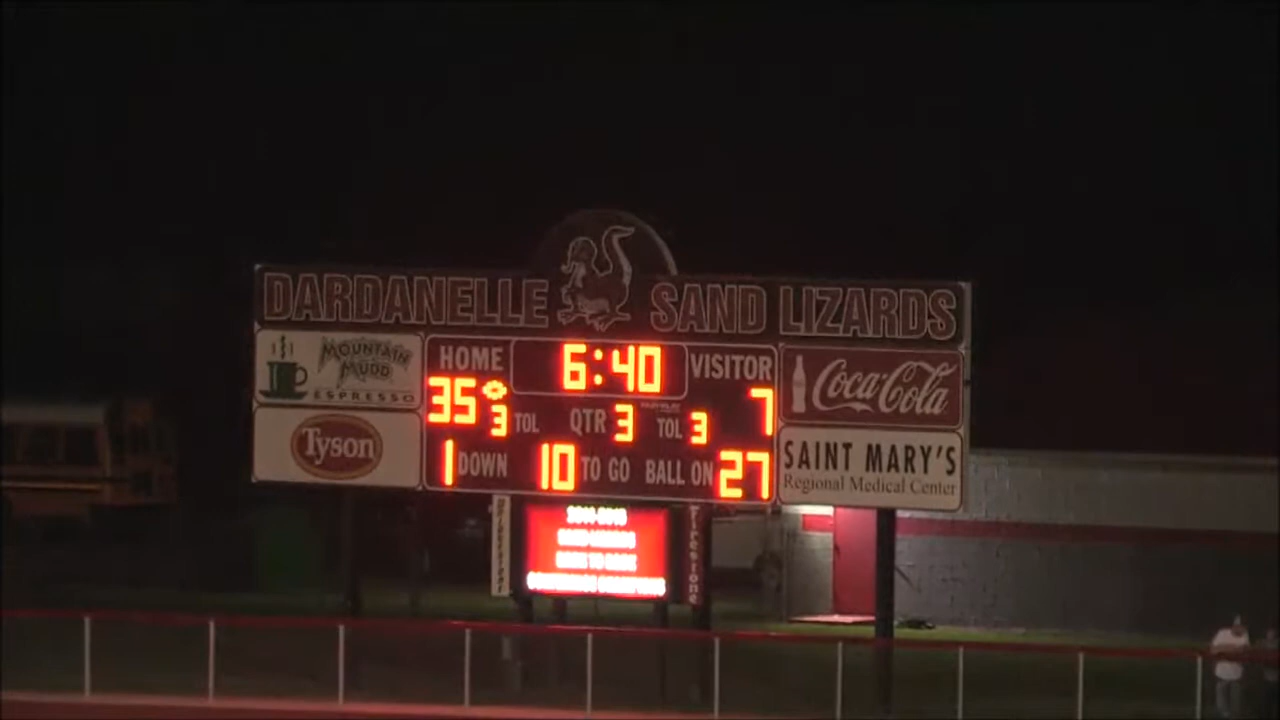 DARDANELLE SAND LIZARDS
MOUNTAIN MUDD
ESPRESSO
Tyson
HOME 6:40 VISITOR
35 7
3 TOL QTR 3 TOL 3
1 DOWN 10 TO GO BALL ON 27
Coca-Cola
SAINT MARY'S
Regional Medical Center
Firestone